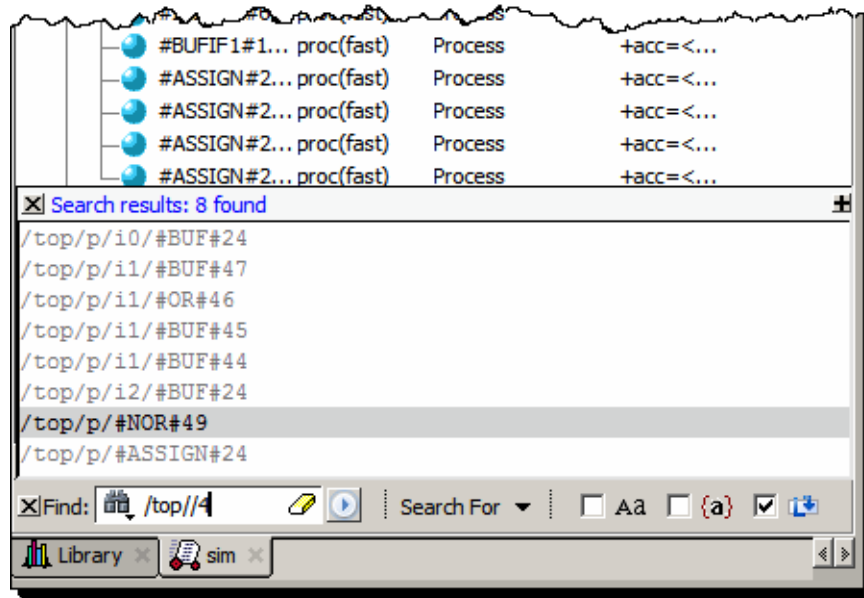 #BUFIF1#1... proc(fast) Process +acc=<...
#ASSIGN#2... proc(fast) Process +acc=<...
#ASSIGN#2... proc(fast) Process +acc=<...
#ASSIGN#2... proc(fast) Process +acc=<...
#ASSIGN#2... proc(fast) Process +acc=<...
Search results: 8 found
/top/p/i0/#BUF#24
/top/p/i1/#BUF#47
/top/p/i1/#OR#46
/top/p/i1/#BUF#45
/top/p/i1/#BUF#44
/top/p/i2/#BUF#24
/top/p/#NOR#49
/top/p/#ASSIGN#24
Find: /top//4 Search For Aa {a}
Library sim